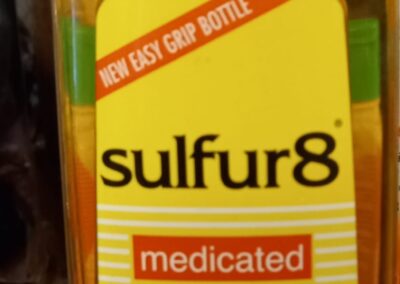 NEW EASY GRIP BOTTLE
sulfur8®
medicated